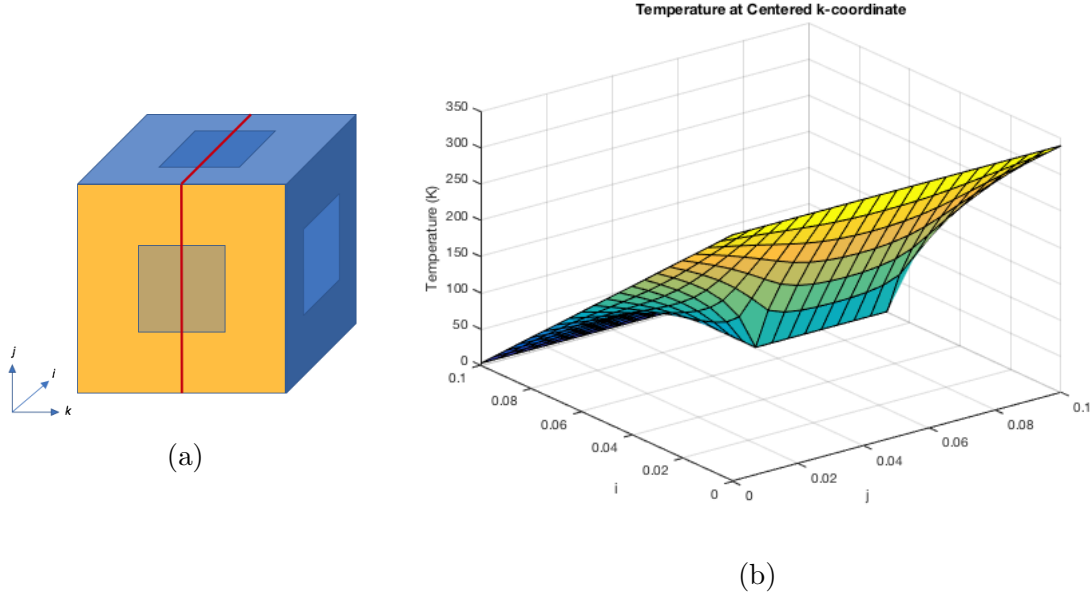 Temperature at Centered k-coordinate
j
i
k
(a)
Temperature (K)
350
300
250
200
150
100
50
0
0.1
0.08
0.06
0.04
0.02
0
i
0
0.02
0.04
0.06
0.08
0.1
j
(b)